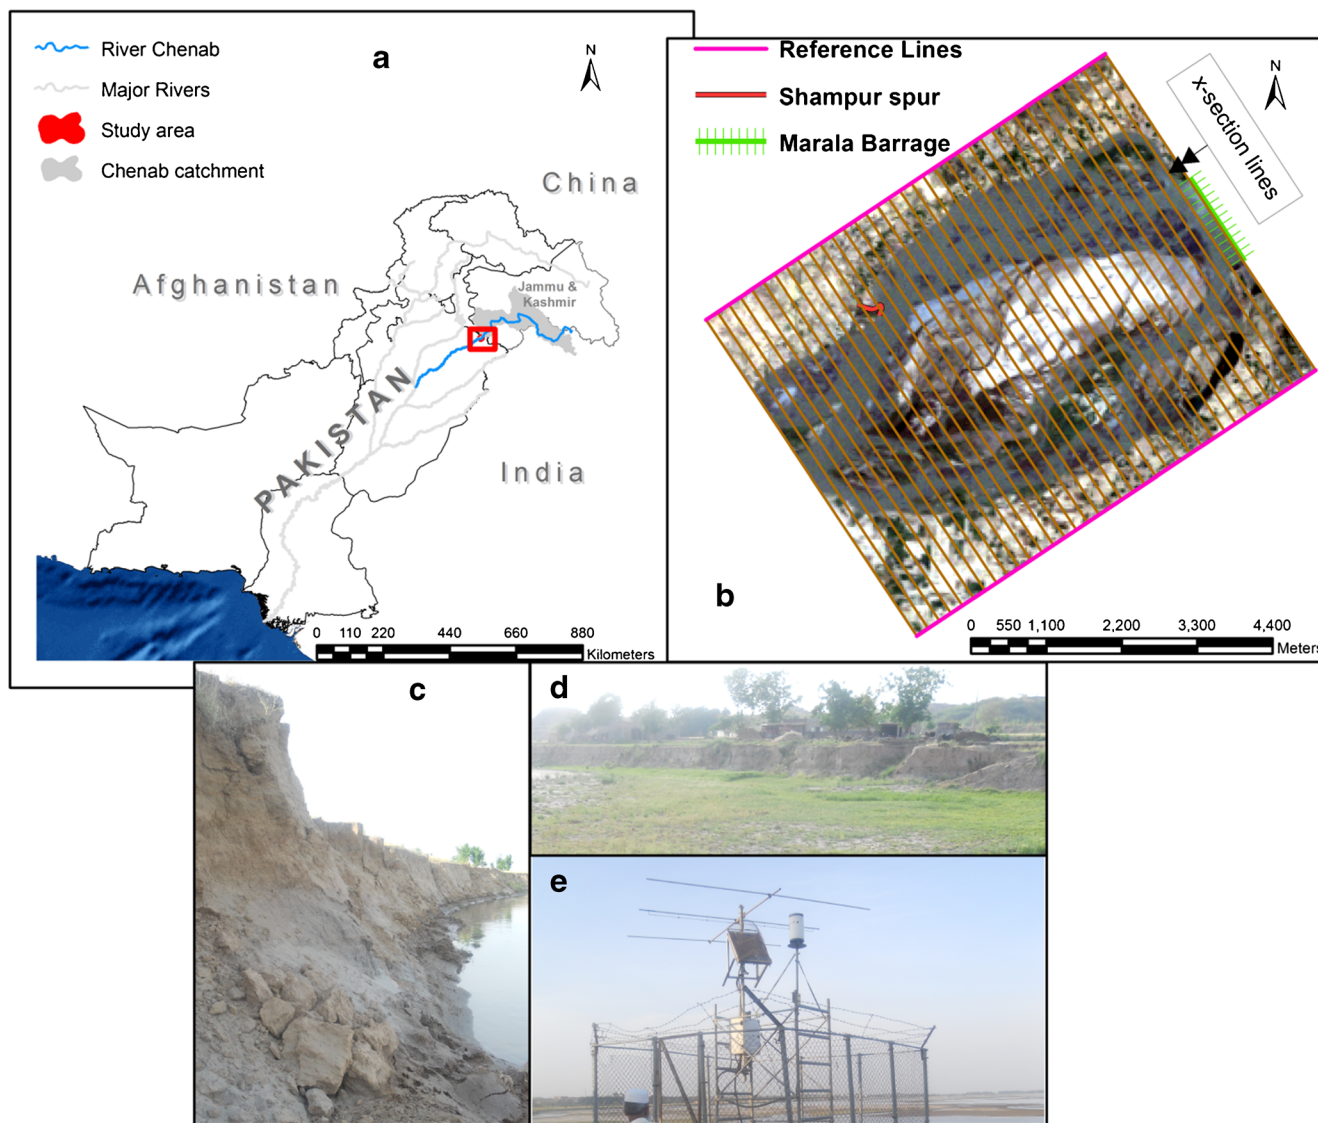 a
River Chenab
Major Rivers
Study area
Chenab catchment
N
China
Afghanistan
Jammu &
Kashmir
PAKISTAN
India
0 110 220 440 660 880
Kilometers
Reference Lines
Shampur spur
Marala Barrage
N
x-section lines
b
0 550 1,100 2,200 3,300 4,400
Meters
c
d
e